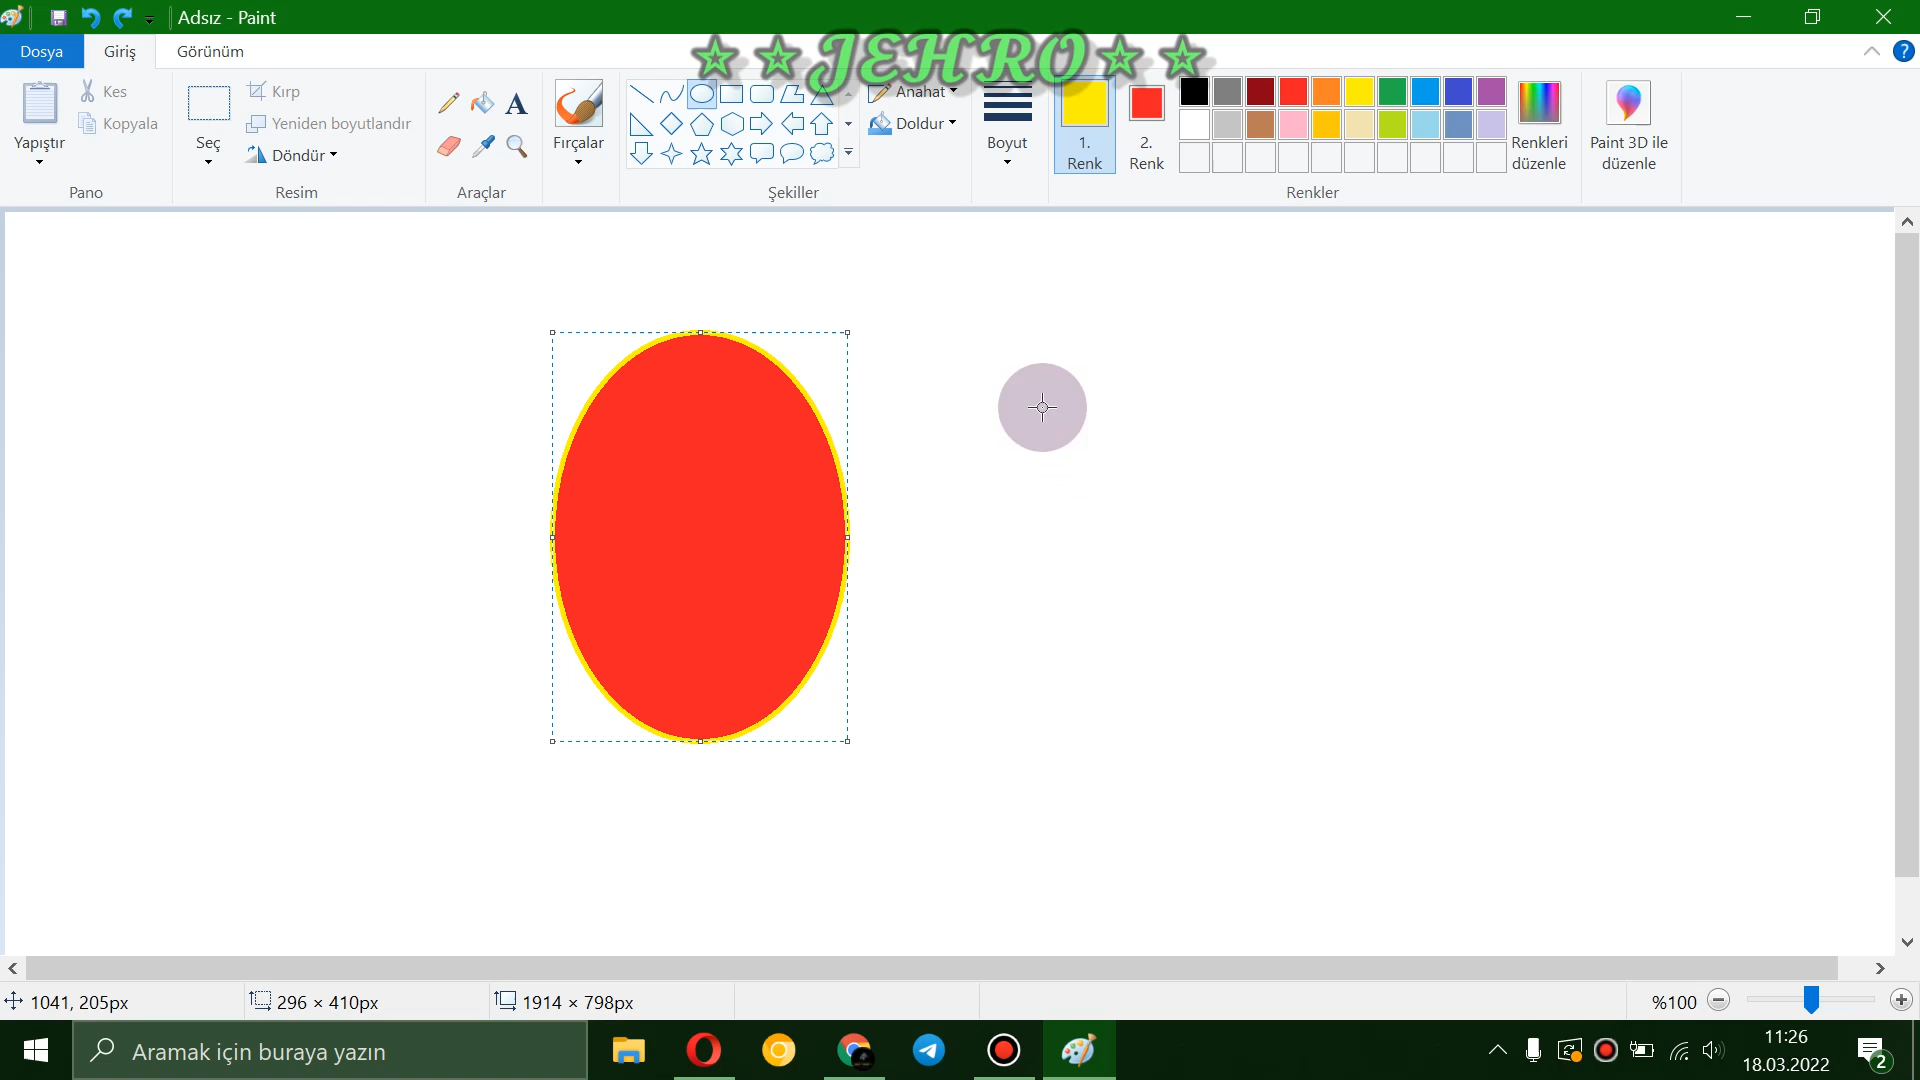 Adsız - Paint
☆ ☆ JEHRO ☆ ☆
Dosya
Giriş
Görünüm
Yapıştır
Kes
Kopyala
Pano
Seç
Kırp
Yeniden boyutlandır
Döndür
Resim
Araçlar
Fırçalar
Şekiller
Anahat
Doldur
Boyut
1.
Renk
2.
Renk
Renkler
Renkleri
düzenle
Paint 3D ile
düzenle
1041, 205px
296 × 410px
1914 × 798px
%100
Aramak için buraya yazın
11:26
18.03.2022
2